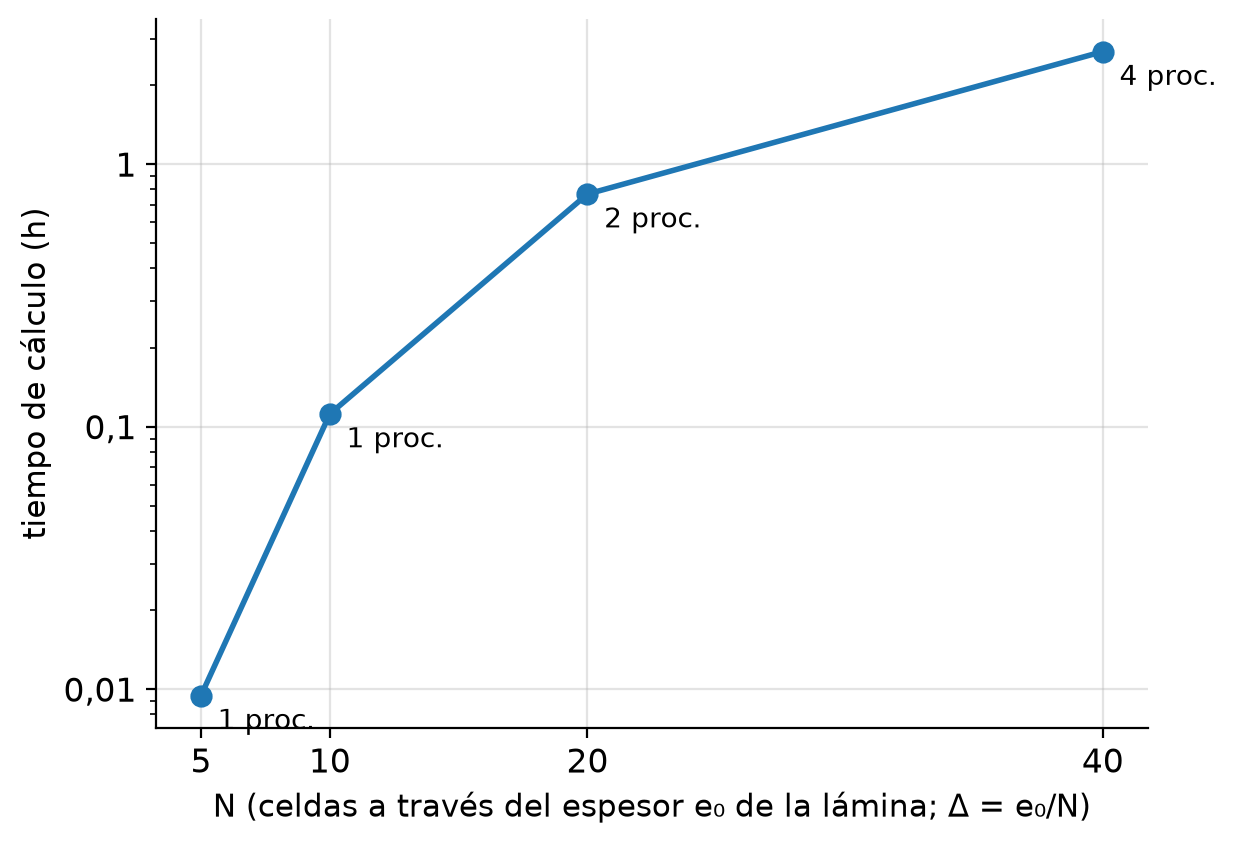 tiempo de cálculo (h)
1
0,1
0,01
4 proc.
2 proc.
1 proc.
1 proc.
5 10 20 40
N (celdas a través del espesor e₀ de la lámina; Δ = e₀/N)